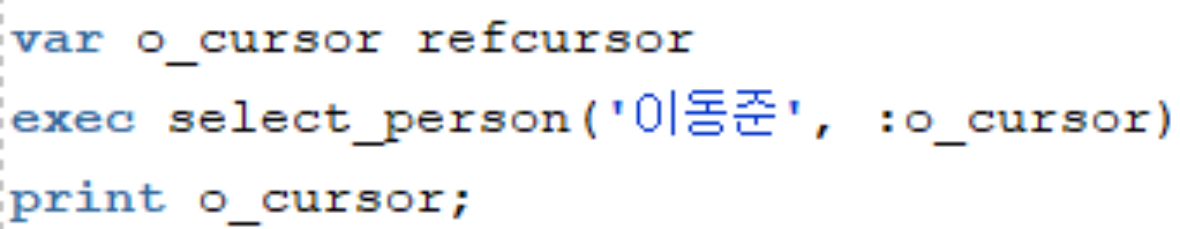 var o_cursor refcursor
exec select_person('이동준', :o_cursor)
print o_cursor;